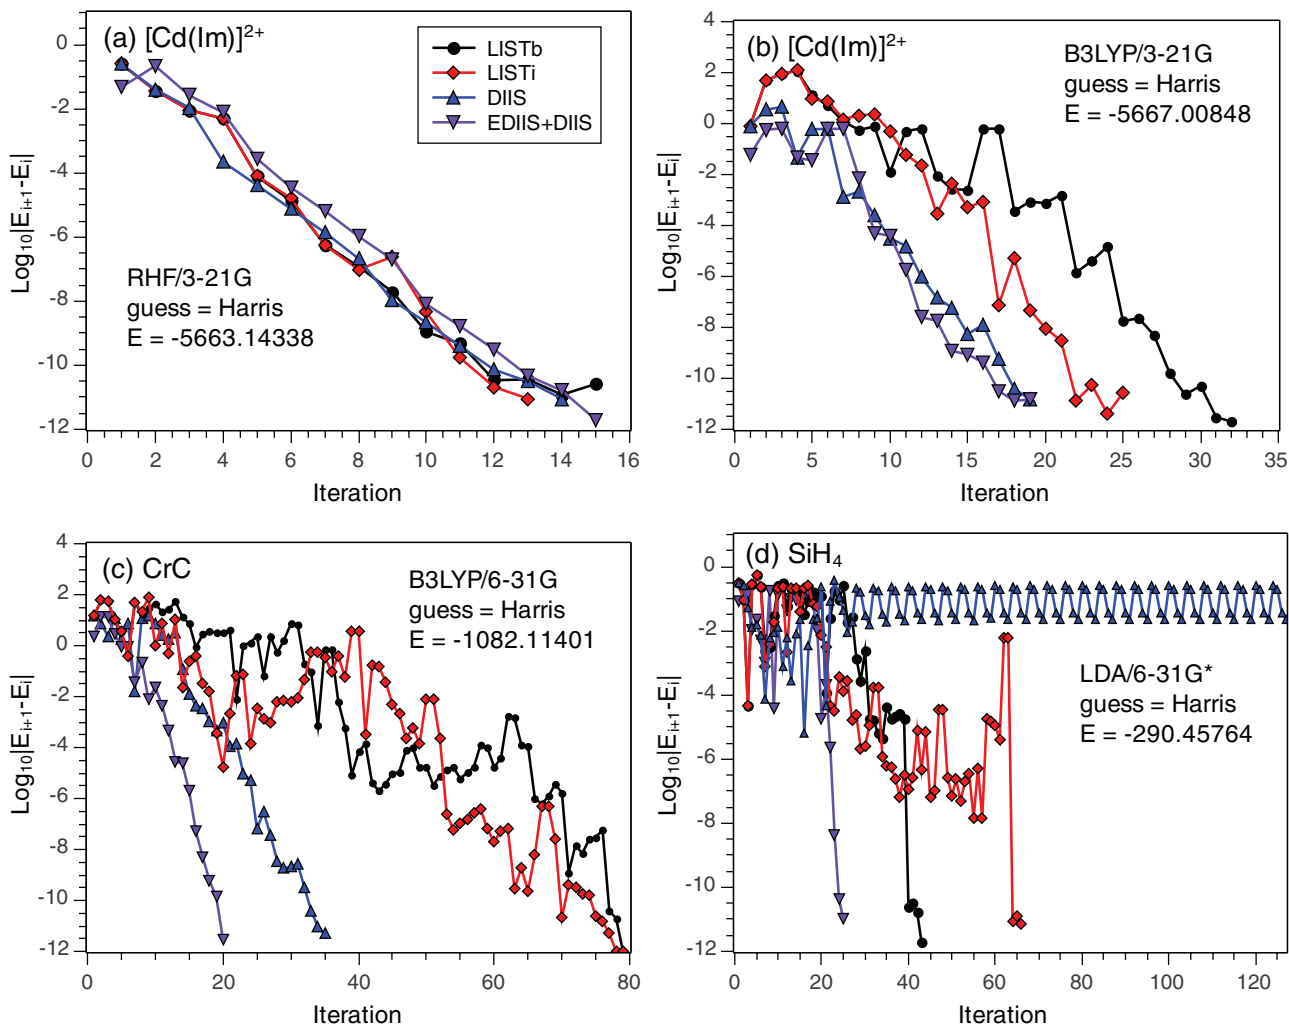 (a) [Cd(Im)]²⁺
LISTb
LISTi
DIIS
EDIIS+DIIS
RHF/3-21G
guess = Harris
E = -5663.14338
Log₁₀|Eᵢ₊₁-Eᵢ|
0
-2
-4
-6
-8
-10
-12
0 2 4 6 8 10 12 14 16
Iteration
(b) [Cd(Im)]²⁺
B3LYP/3-21G
guess = Harris
E = -5667.00848
Log₁₀|Eᵢ₊₁-Eᵢ|
4
2
0
-2
-4
-6
-8
-10
-12
0 5 10 15 20 25 30 35
Iteration
(c) CrC
B3LYP/6-31G
guess = Harris
E = -1082.11401
Log₁₀|Eᵢ₊₁-Eᵢ|
4
2
0
-2
-4
-6
-8
-10
-12
0 20 40 60 80
Iteration
(d) SiH₄
LDA/6-31G*
guess = Harris
E = -290.45764
Log₁₀|Eᵢ₊₁-Eᵢ|
0
-2
-4
-6
-8
-10
-12
0 20 40 60 80 100 120
Iteration